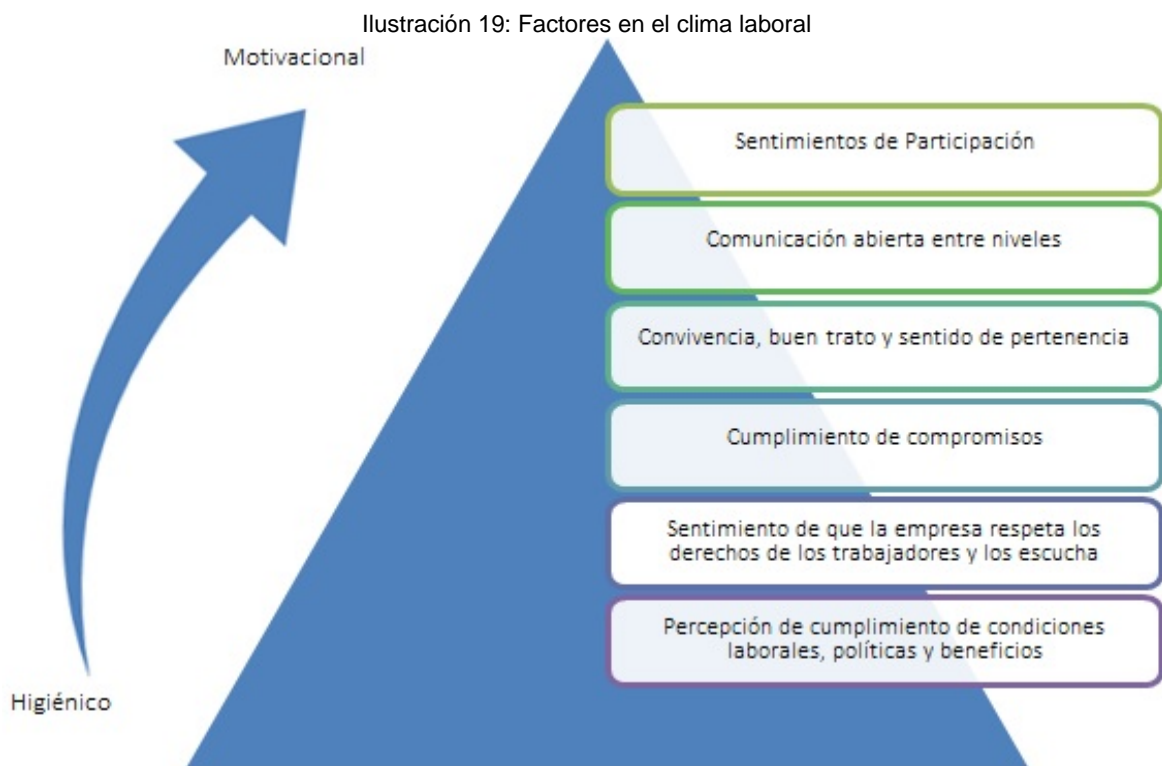 Ilustración 19: Factores en el clima laboral
Motivacional
Sentimientos de Participación
Comunicación abierta entre niveles
Convivencia, buen trato y sentido de pertenencia
Cumplimiento de compromisos
Sentimiento de que la empresa respeta los
derechos de los trabajadores y los escucha
Percepción de cumplimiento de condiciones
laborales, políticas y beneficios
Higiénico